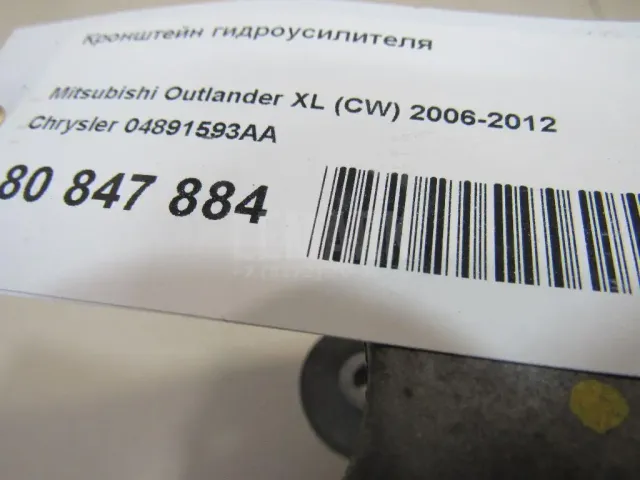 Кронштейн гидроусилителя
Mitsubishi Outlander XL (CW) 2006-2012
Chrysler 04891593AA
80 847 884